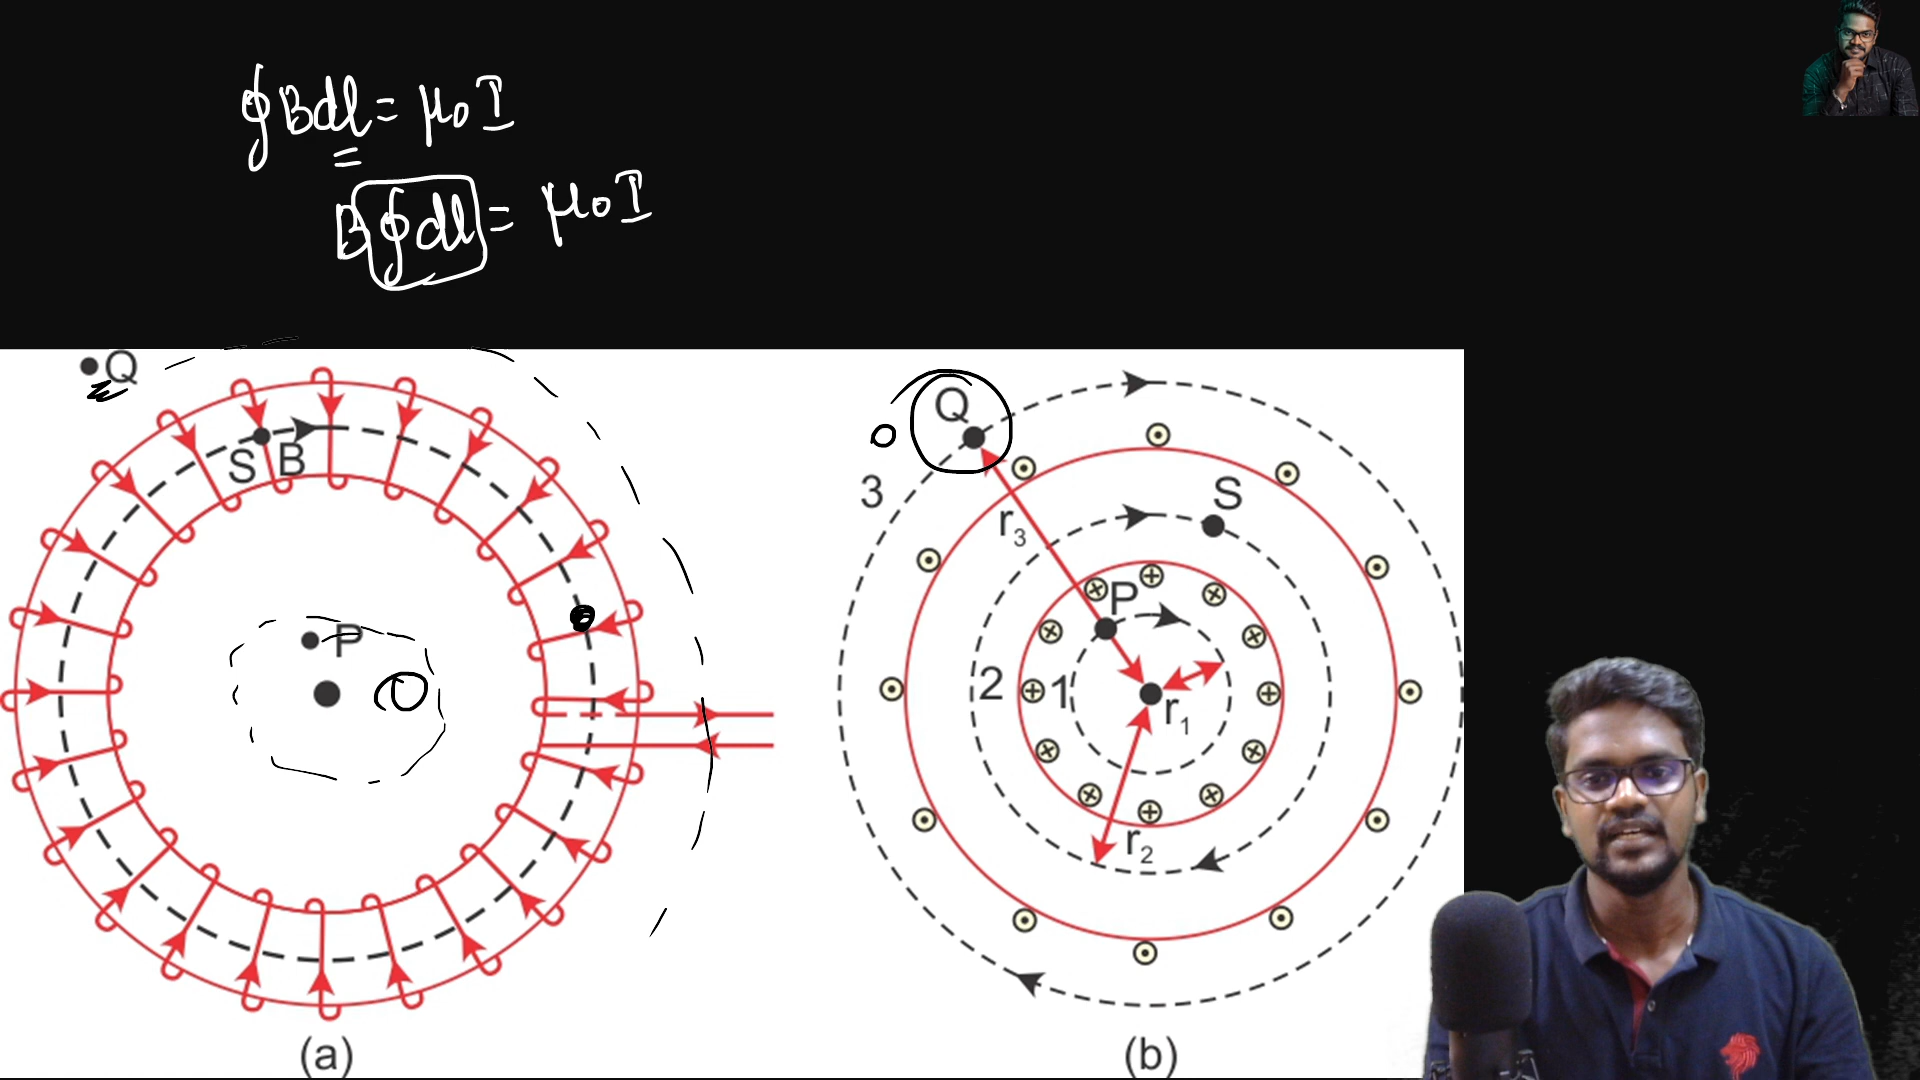 ∮Bdl = μ₀I
B∮dl = μ₀I
Q
S B
P
O
(a)
Q
O
3
S
r₃
P
2
1
r₁
r₂
(b)